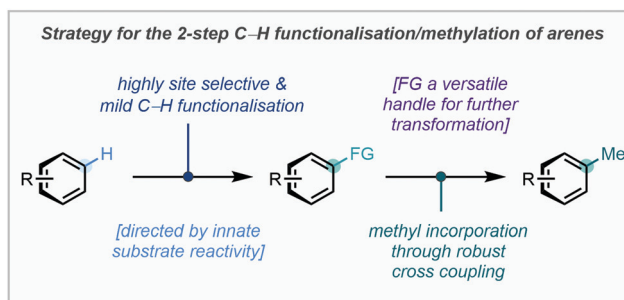 Strategy for the 2-step C–H functionalisation/methylation of arenes
highly site selective &
mild C–H functionalisation
[FG a versatile
handle for further
transformation]
H
R
FG
R
Me
R
[directed by innate
substrate reactivity]
methyl incorporation
through robust
cross coupling